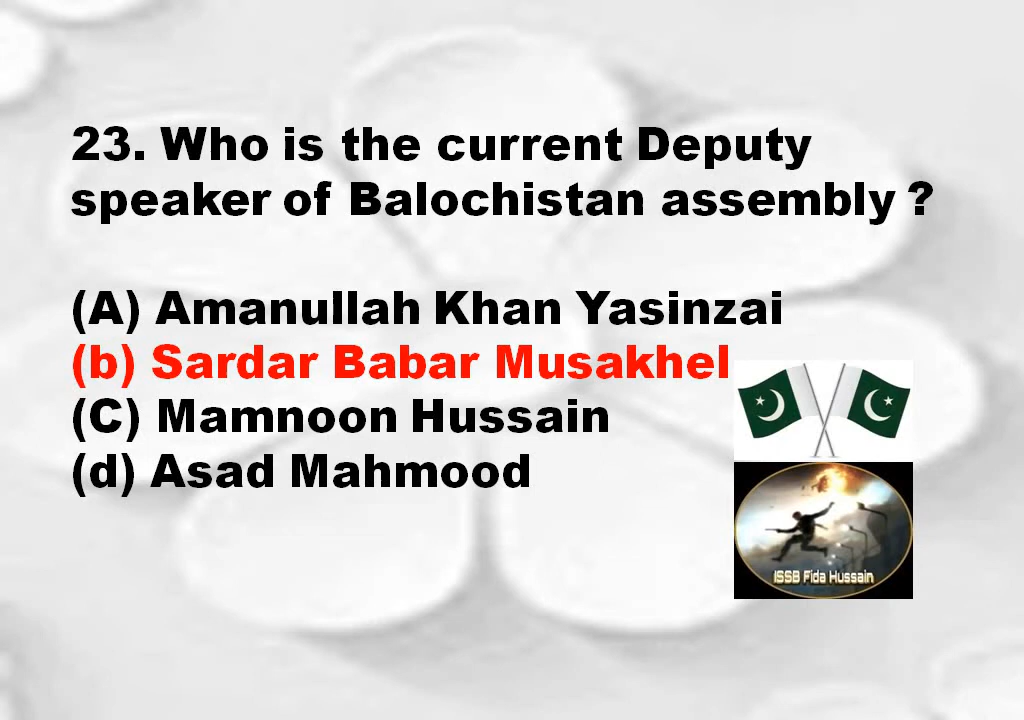 23. Who is the current Deputy
speaker of Balochistan assembly ?
(A) Amanullah Khan Yasinzai
(b) Sardar Babar Musakhel
(C) Mamnoon Hussain
(d) Asad Mahmood
ISSB Fida Hussain